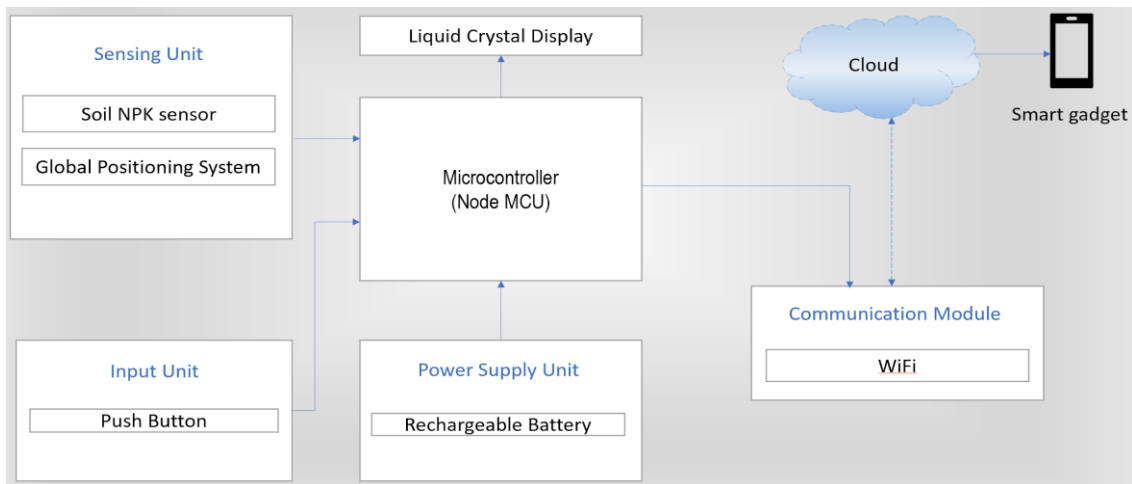 Sensing Unit
Soil NPK sensor
Global Positioning System
Liquid Crystal Display
Microcontroller
(Node MCU)
Cloud
Smart gadget
Input Unit
Push Button
Power Supply Unit
Rechargeable Battery
Communication Module
WiFi